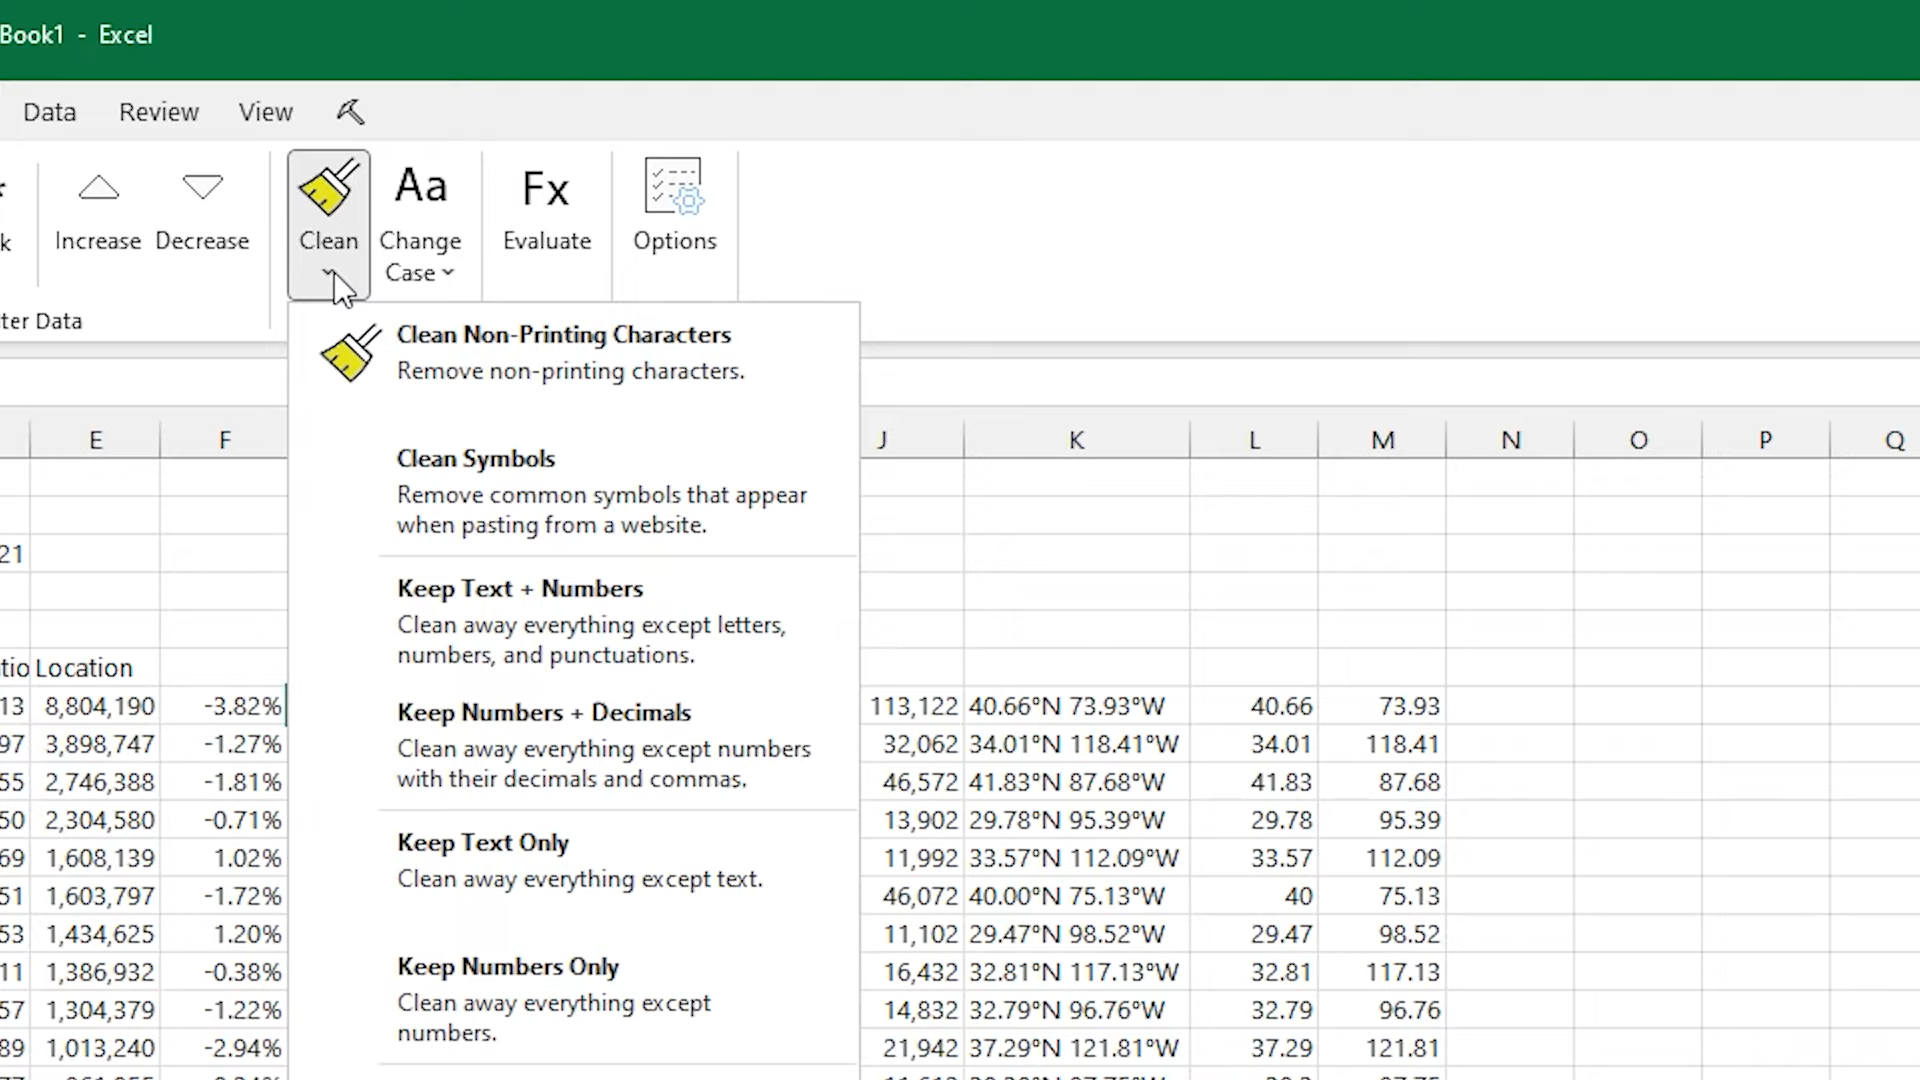 Book1 - Excel
Data Review View
Increase Decrease Clean Aa Change Case Fx Evaluate Options
ter Data
Clean Non-Printing Characters
Remove non-printing characters.
Clean Symbols
Remove common symbols that appear
when pasting from a website.
Keep Text + Numbers
Clean away everything except letters,
numbers, and punctuations.
Keep Numbers + Decimals
Clean away everything except numbers
with their decimals and commas.
Keep Text Only
Clean away everything except text.
Keep Numbers Only
Clean away everything except
numbers.
E F J K L M N O P Q
21
tio Location
13 8,804,190 -3.82% 113,122 40.66°N 73.93°W 40.66 73.93
97 3,898,747 -1.27% 32,062 34.01°N 118.41°W 34.01 118.41
55 2,746,388 -1.81% 46,572 41.83°N 87.68°W 41.83 87.68
50 2,304,580 -0.71% 13,902 29.78°N 95.39°W 29.78 95.39
69 1,608,139 1.02% 11,992 33.57°N 112.09°W 33.57 112.09
51 1,603,797 -1.72% 46,072 40.00°N 75.13°W 40 75.13
53 1,434,625 1.20% 11,102 29.47°N 98.52°W 29.47 98.52
11 1,386,932 -0.38% 16,432 32.81°N 117.13°W 32.81 117.13
57 1,304,379 -1.22% 14,832 32.79°N 96.76°W 32.79 96.76
89 1,013,240 -2.94% 21,942 37.29°N 121.81°W 37.29 121.81